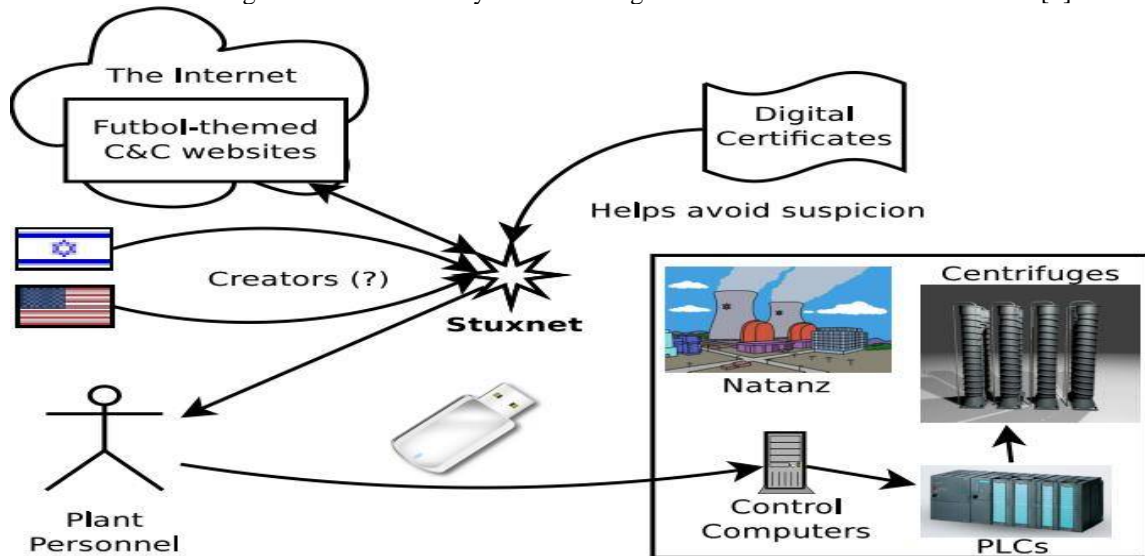 The Internet
Futbol-themed
C&C websites
Digital
Certificates
Helps avoid suspicion
Creators (?)
Stuxnet
Centrifuges
Natanz
Plant
Personnel
Control
Computers
PLCs